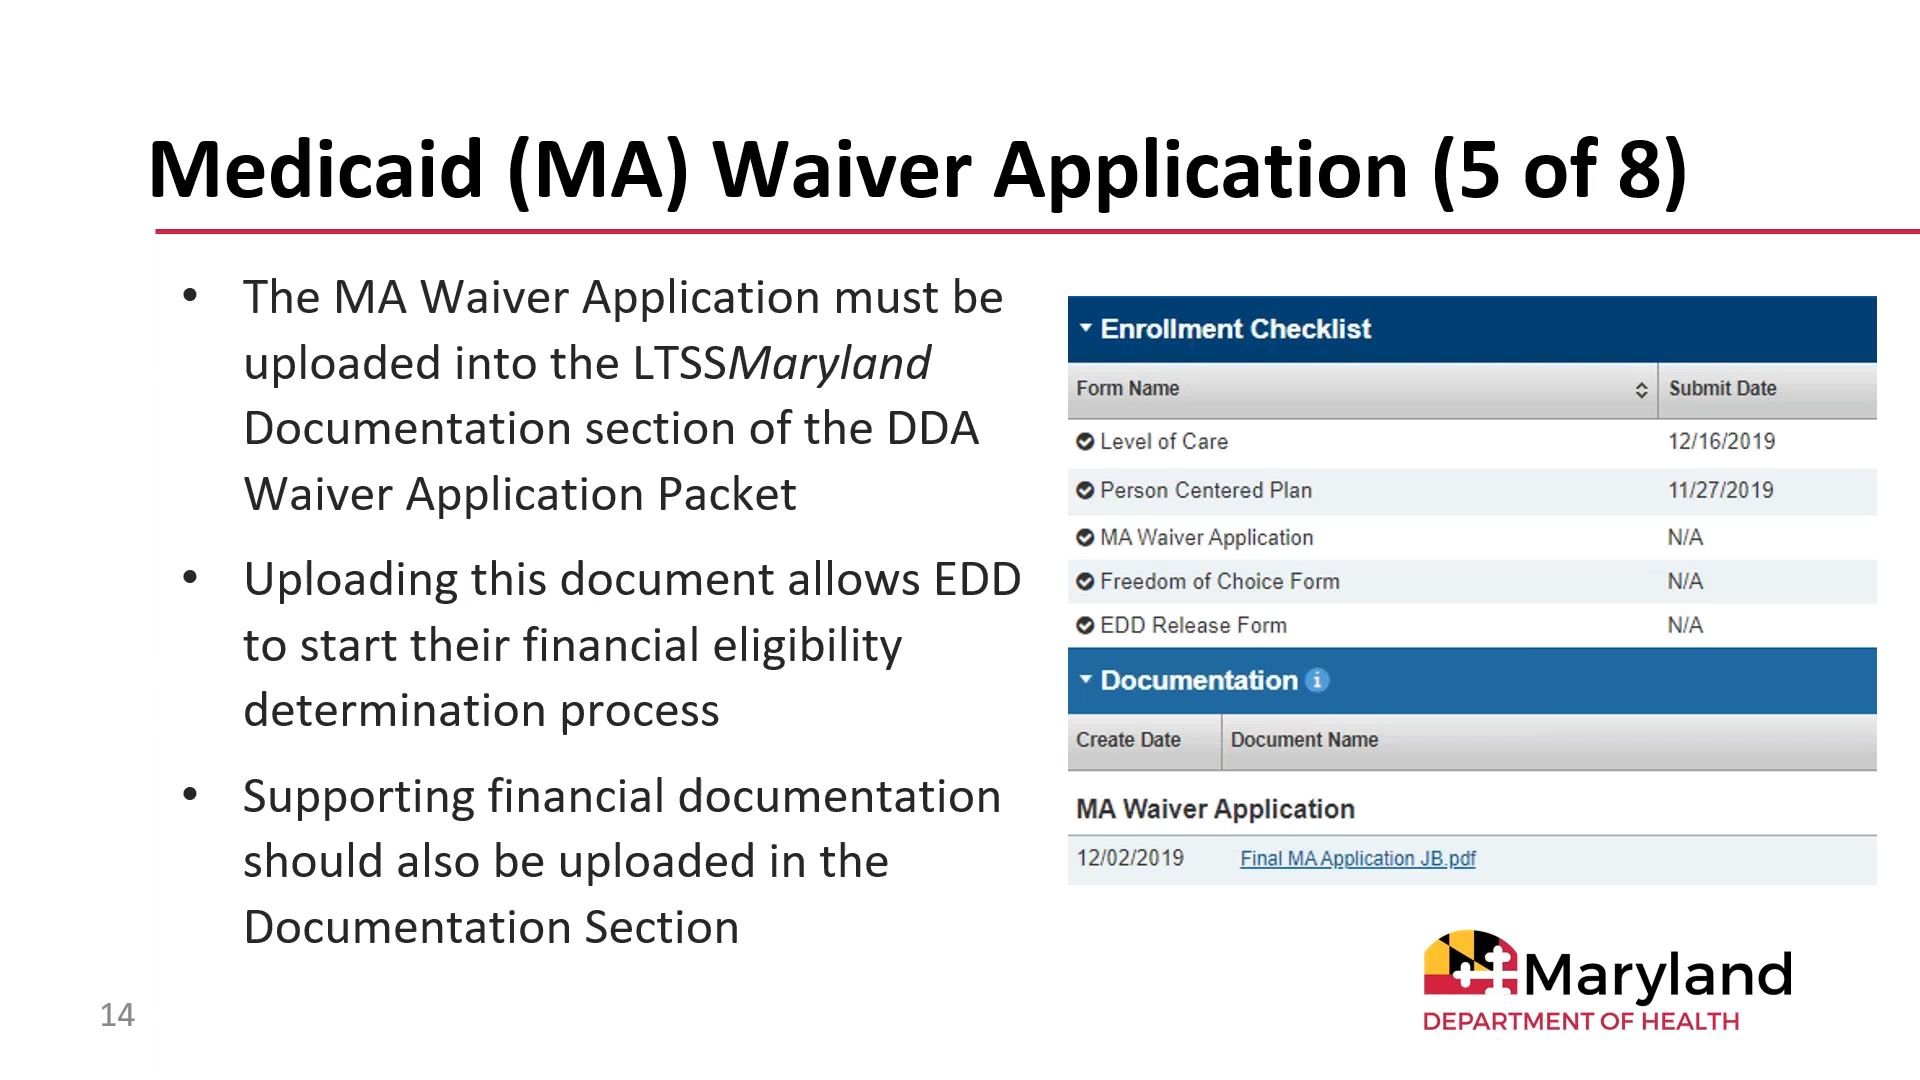 Medicaid (MA) Waiver Application (5 of 8)
• The MA Waiver Application must be
uploaded into the LTSSMaryland
Documentation section of the DDA
Waiver Application Packet
• Uploading this document allows EDD
to start their financial eligibility
determination process
• Supporting financial documentation
should also be uploaded in the
Documentation Section
Enrollment Checklist
Form Name Submit Date
Level of Care 12/16/2019
Person Centered Plan 11/27/2019
MA Waiver Application N/A
Freedom of Choice Form N/A
EDD Release Form N/A
Documentation i
Create Date Document Name
MA Waiver Application
12/02/2019 Final MA Application JB.pdf
Maryland
DEPARTMENT OF HEALTH
14